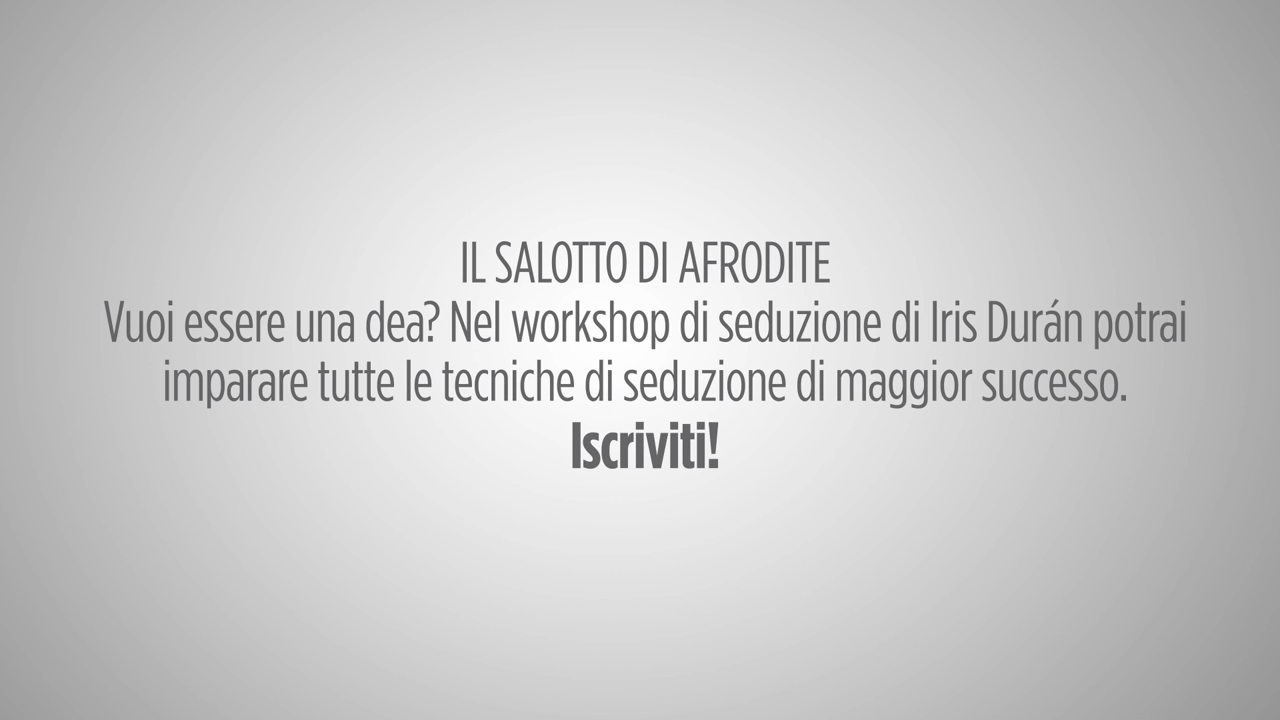 IL SALOTTO DI AFRODITE
Vuoi essere una dea? Nel workshop di seduzione di Iris Durán potrai
imparare tutte le tecniche di seduzione di maggior successo.
Iscriviti!